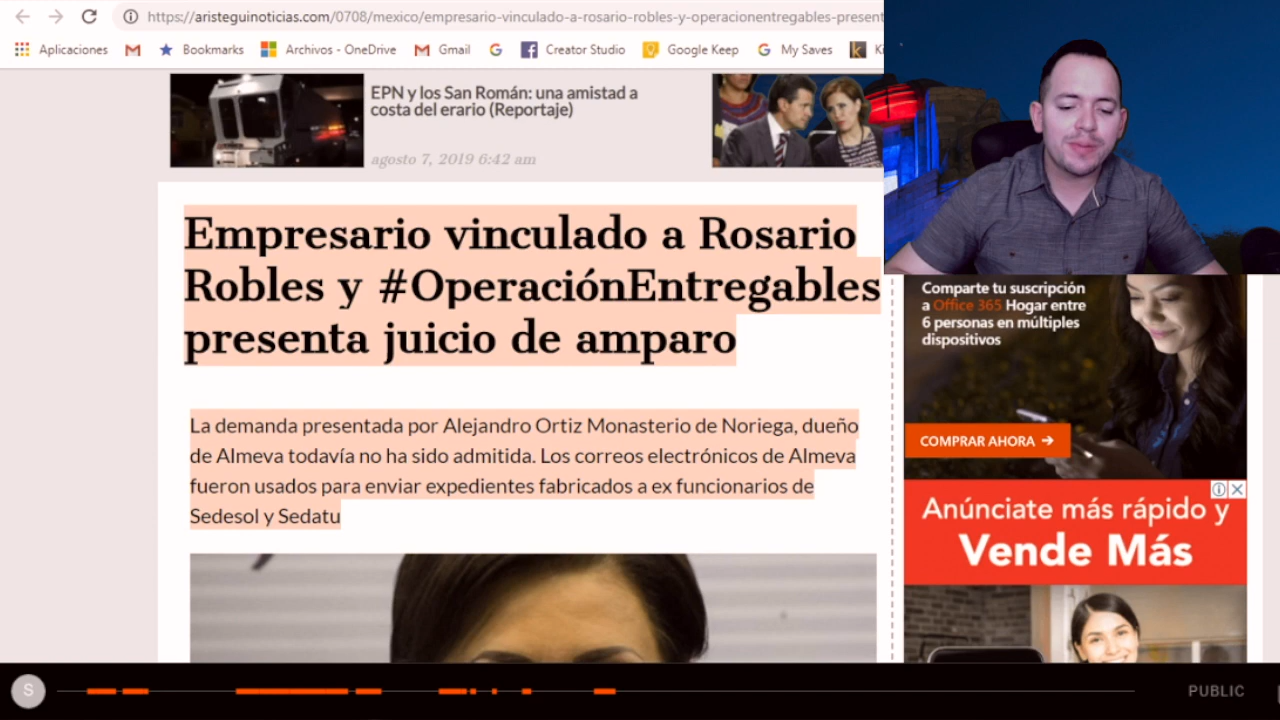 https://aristeguinoticias.com/0708/mexico/empresario-vinculado-a-rosario-robles-y-operacionentregables-present
Aplicaciones Bookmarks Archivos - OneDrive Gmail Creator Studio Google Keep My Saves
EPN y los San Román: una amistad a
costa del erario (Reportaje)
agosto 7, 2019 6:42 am
Empresario vinculado a Rosario
Robles y #OperaciónEntregables
presenta juicio de amparo
La demanda presentada por Alejandro Ortiz Monasterio de Noriega, dueño
de Almeva todavía no ha sido admitida. Los correos electrónicos de Almeva
fueron usados para enviar expedientes fabricados a ex funcionarios de
Sedesol y Sedatu
Comparte tu suscripción
a Office 365 Hogar entre
6 personas en múltiples
dispositivos
COMPRAR AHORA →
Anúnciate más rápido y
Vende Más
S
PUBLIC